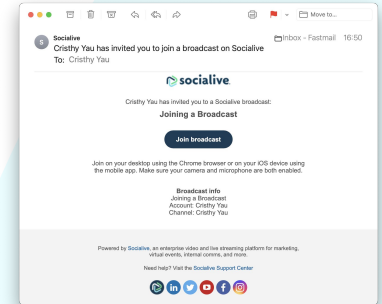 Move to...
S
Socialive
Inbox - Fastmail 16:50
Cristhy Yau has invited you to join a broadcast on Socialive
To: Cristhy Yau
socialive
Cristhy Yau has invited you to a Socialive broadcast:
Joining a Broadcast
Join broadcast
Join on your desktop using the Chrome browser or on your iOS device using
the mobile app. Make sure your camera and microphone are both enabled.
Broadcast info
Joining a Broadcast
Account: Cristhy Yau
Channel: Cristhy Yau
Powered by Socialive, an enterprise video and live streaming platform for marketing,
virtual events, internal comms, and more.
Need help? Visit the Socialive Support Center